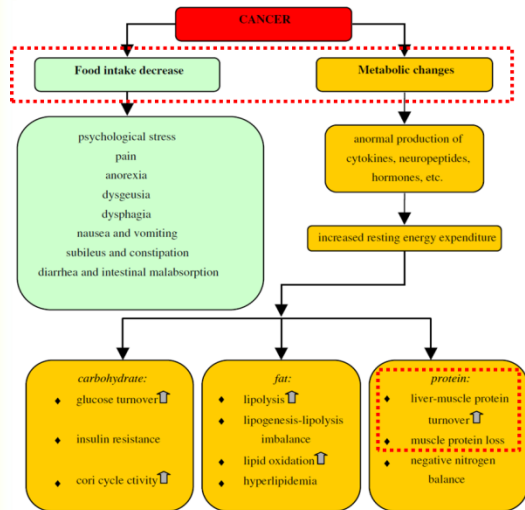 CANCER
Food intake decrease
Metabolic changes
psychological stress
pain
anorexia
dysgeusia
dysphagia
nausea and vomiting
subileus and constipation
diarrhea and intestinal malabsorption
anormal production of
cytokines, neuropeptides,
hormones, etc.
increased resting energy expenditure
carbohydrate:
glucose turnover
insulin resistance
cori cycle ctivity
fat:
lipolysis
lipogenesis-lipolysis
imbalance
lipid oxidation
hyperlipidemia
protein:
liver-muscle protein
turnover
muscle protein loss
negative nitrogen
balance